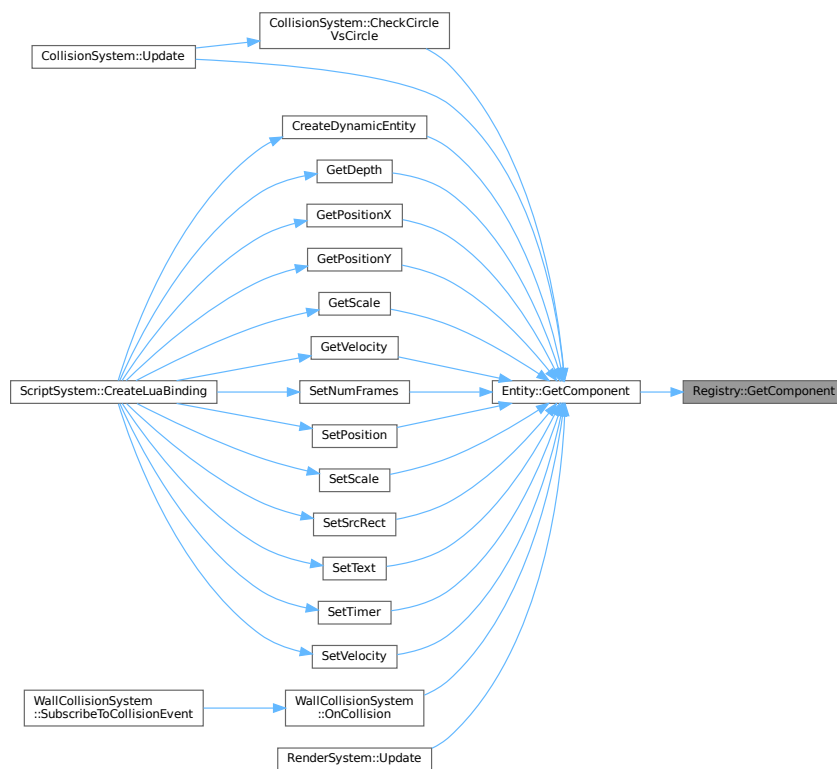 CollisionSystem::CheckCircle
VsCircle
CollisionSystem::Update
CreateDynamicEntity
GetDepth
GetPositionX
GetPositionY
GetScale
GetVelocity
ScriptSystem::CreateLuaBinding
SetNumFrames
Entity::GetComponent
Registry::GetComponent
SetPosition
SetScale
SetSrcRect
SetText
SetTimer
SetVelocity
WallCollisionSystem
::SubscribeToCollisionEvent
WallCollisionSystem
::OnCollision
RenderSystem::Update